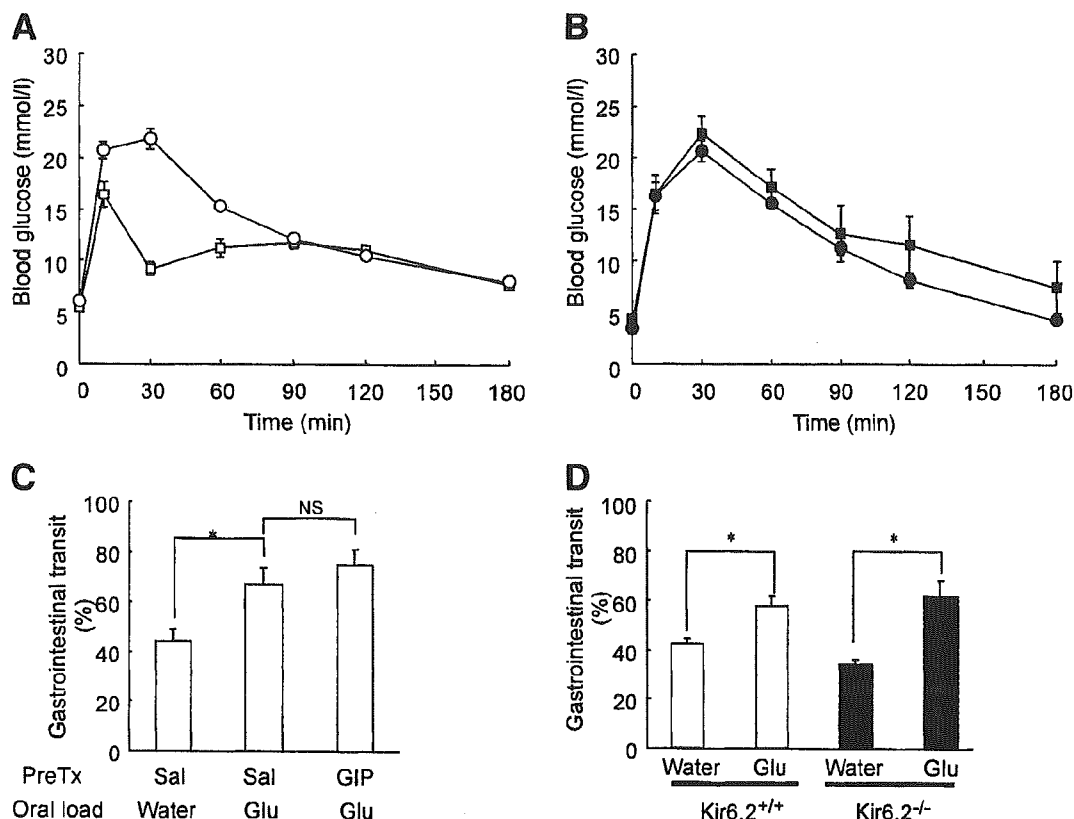 A
30
25
20
15
10
5
0
Blood glucose (mmol/l)
0 30 60 90 120 150 180
Time (min)
B
30
25
20
15
10
5
0
Blood glucose (mmol/l)
0 30 60 90 120 150 180
Time (min)
C
100
80
60
40
20
0
Gastrointestinal transit
(%)
*
NS
PreTx Sal Sal GIP
Oral load Water Glu Glu
D
100
80
60
40
20
0
Gastrointestinal transit
(%)
*
*
Water Glu Water Glu
Kir6.2+/+ Kir6.2-/-